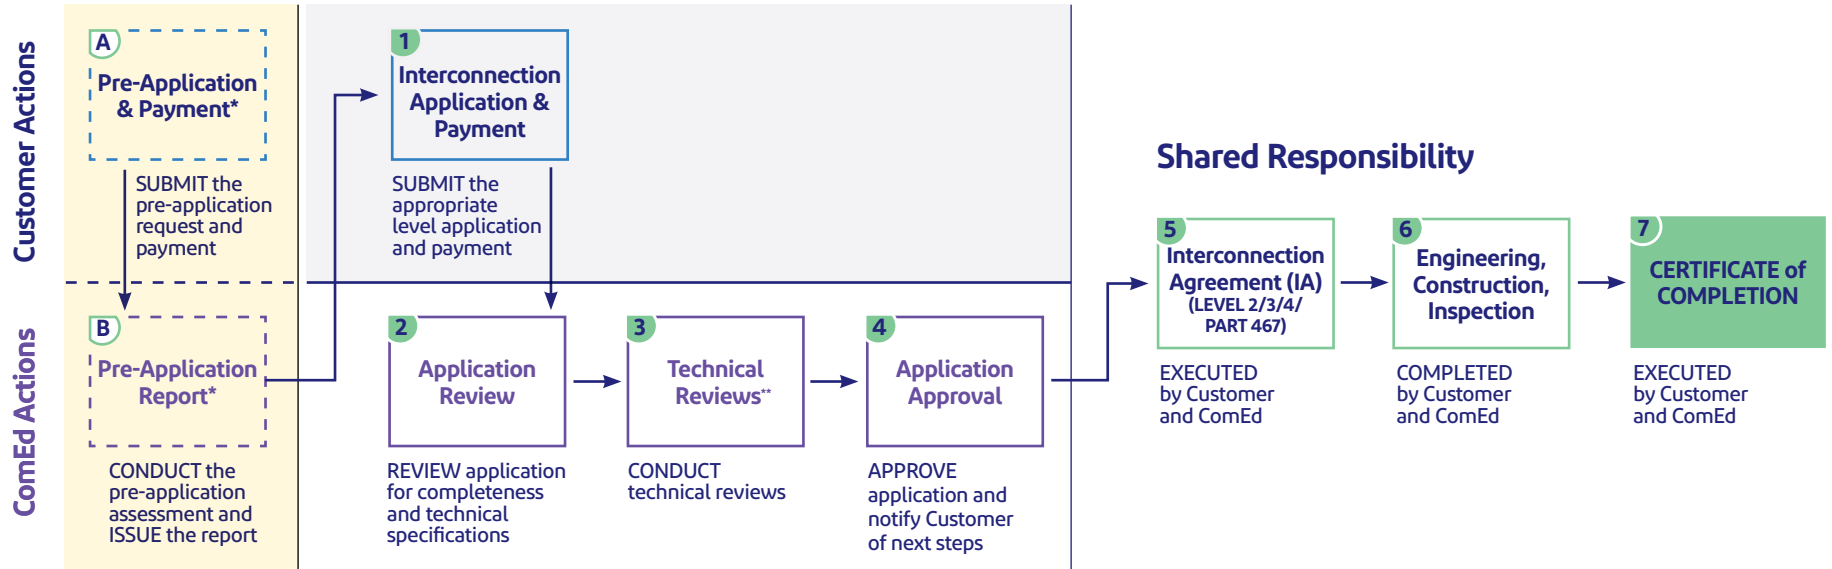 Customer Actions
A
Pre-Application
& Payment*
SUBMIT the
pre-application
request and
payment
1
Interconnection
Application &
Payment
SUBMIT the
appropriate
level application
and payment
ComEd Actions
B
Pre-Application
Report*
CONDUCT the
pre-application
assessment and
ISSUE the report
2
Application
Review
REVIEW application
for completeness
and technical
specifications
3
Technical
Reviews**
CONDUCT
technical reviews
4
Application
Approval
APPROVE
application and
notify Customer
of next steps
Shared Responsibility
5
Interconnection
Agreement (IA)
(LEVEL 2/3/4/
PART 467)
EXECUTED
by Customer
and ComEd
6
Engineering,
Construction,
Inspection
COMPLETED
by Customer
and ComEd
7
CERTIFICATE of
COMPLETION
EXECUTED
by Customer
and ComEd